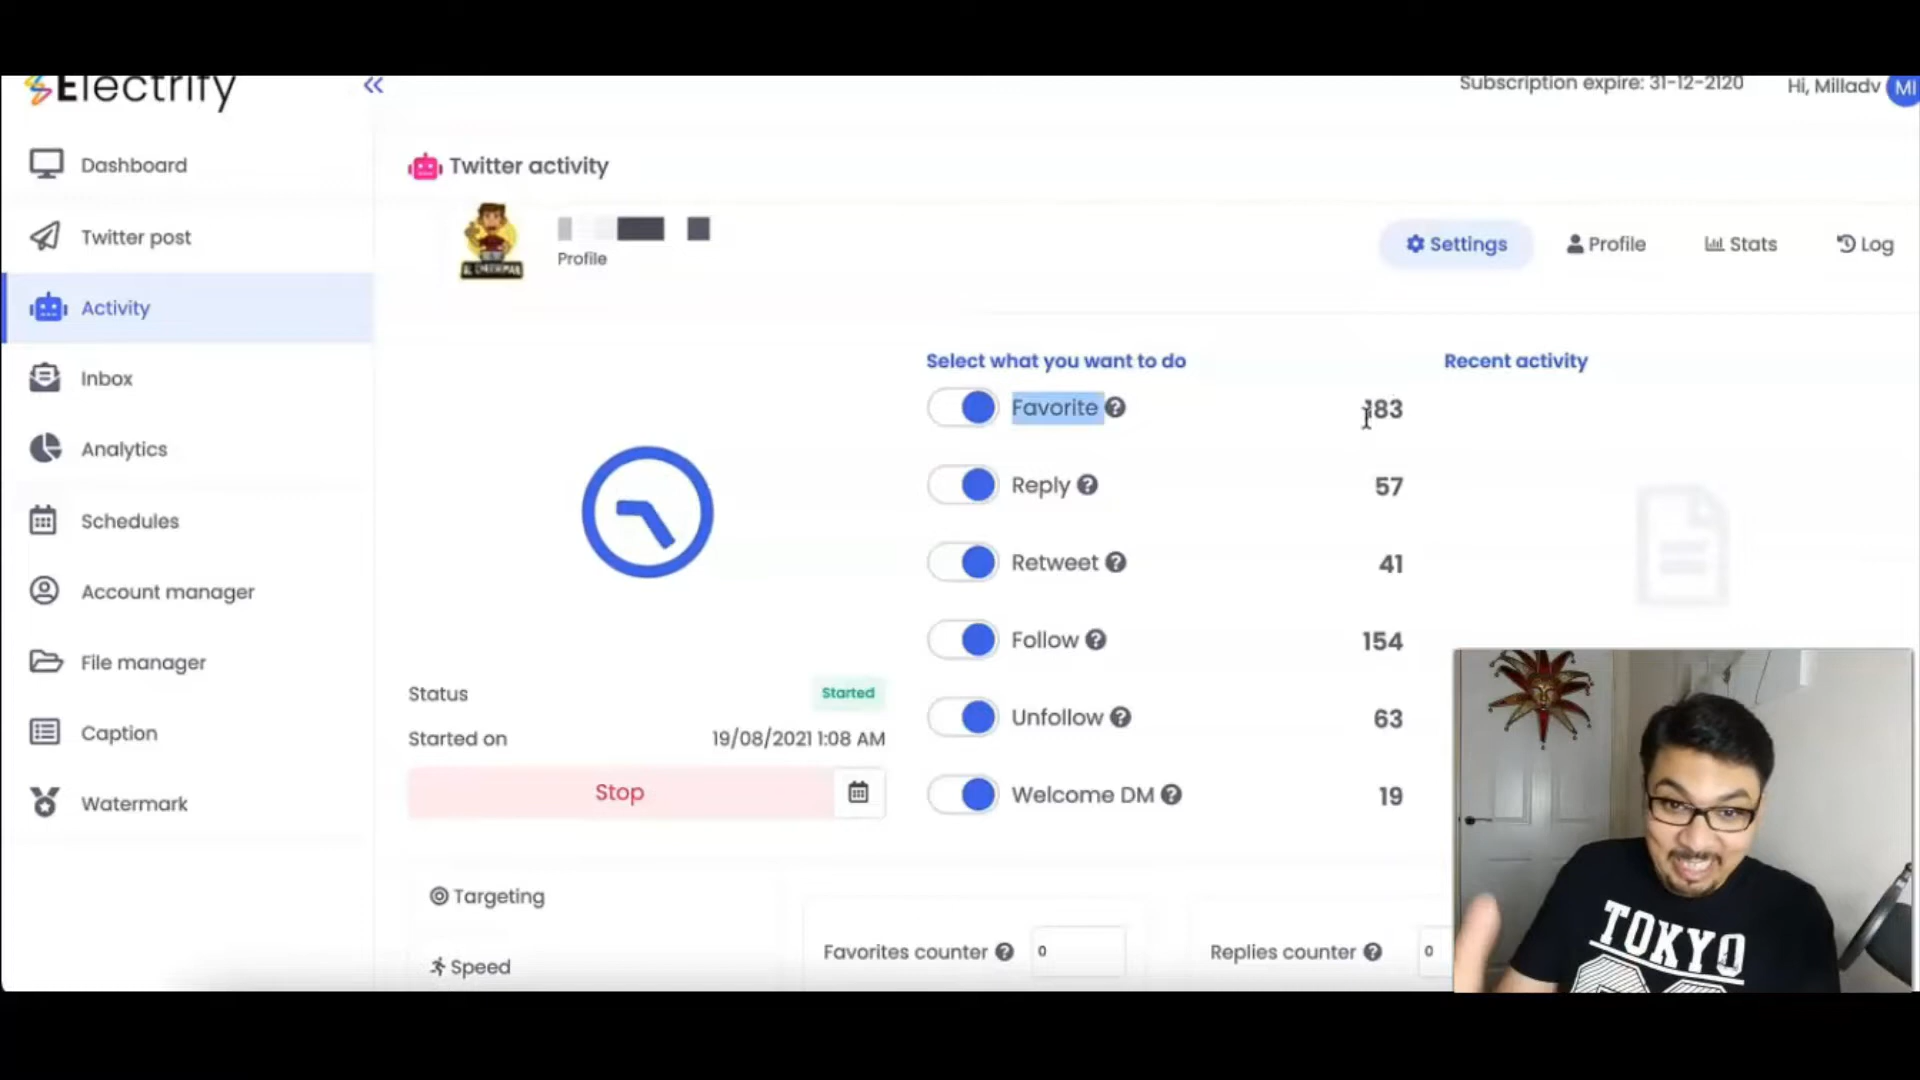 Electrify
Subscription expire: 31-12-2120
Hi, Milladv
MI
Dashboard
Twitter post
Activity
Inbox
Analytics
Schedules
Account manager
File manager
Caption
Watermark
Twitter activity
Profile
Settings
Profile
Stats
Log
Select what you want to do
Recent activity
Favorite ? 183
Reply ? 57
Retweet ? 41
Follow ? 154
Unfollow ? 63
Welcome DM ? 19
Status Started
Started on 19/08/2021 1:08 AM
Stop
Targeting
Speed
Favorites counter ? 0
Replies counter ? 0
TOKYO